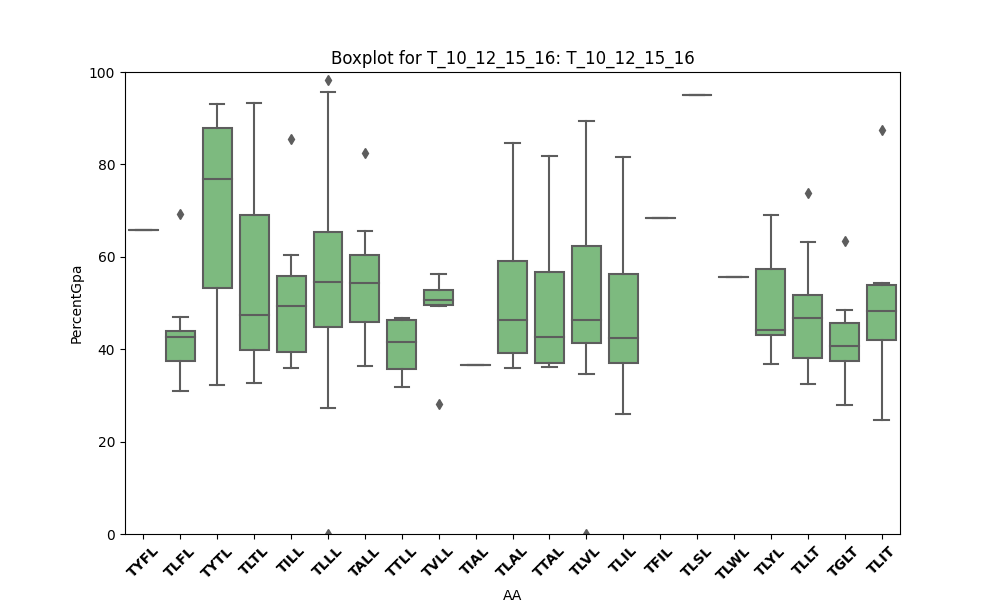 Boxplot for T_10_12_15_16: T_10_12_15_16
PercentGpa
100
80
60
40
20
0
TYFL TLFL TYTL TLTL TILL TLLL TALL TTLL TVLL TIAL TLAL TTAL TLVL TLIL TFIL TLSL TLWL TLYL TLLT TGLT TLIT
AA